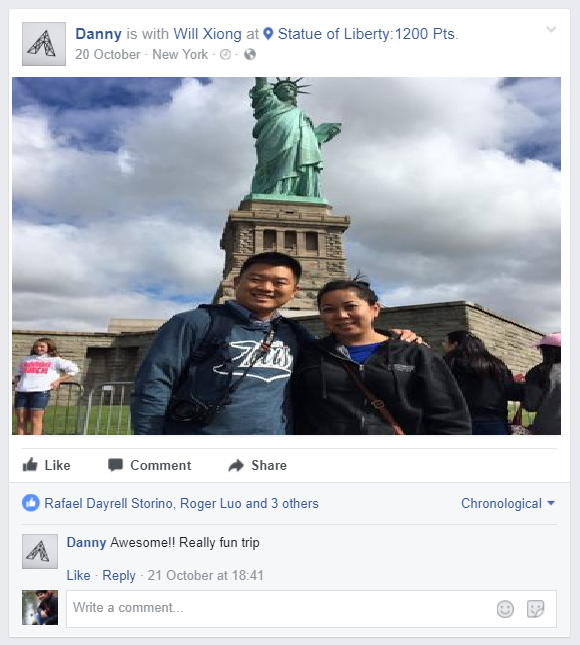 Danny is with Will Xiong at Statue of Liberty:1200 Pts.
20 October · New York · ·
Like Comment Share
Rafael Dayrell Storino, Roger Luo and 3 others Chronological
Danny Awesome!! Really fun trip
Like · Reply · 21 October at 18:41
Write a comment...